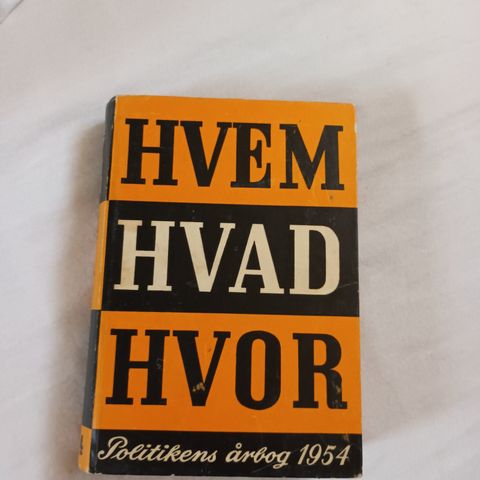 HVEM
HVAD
HVOR
Politikens årbog 1954